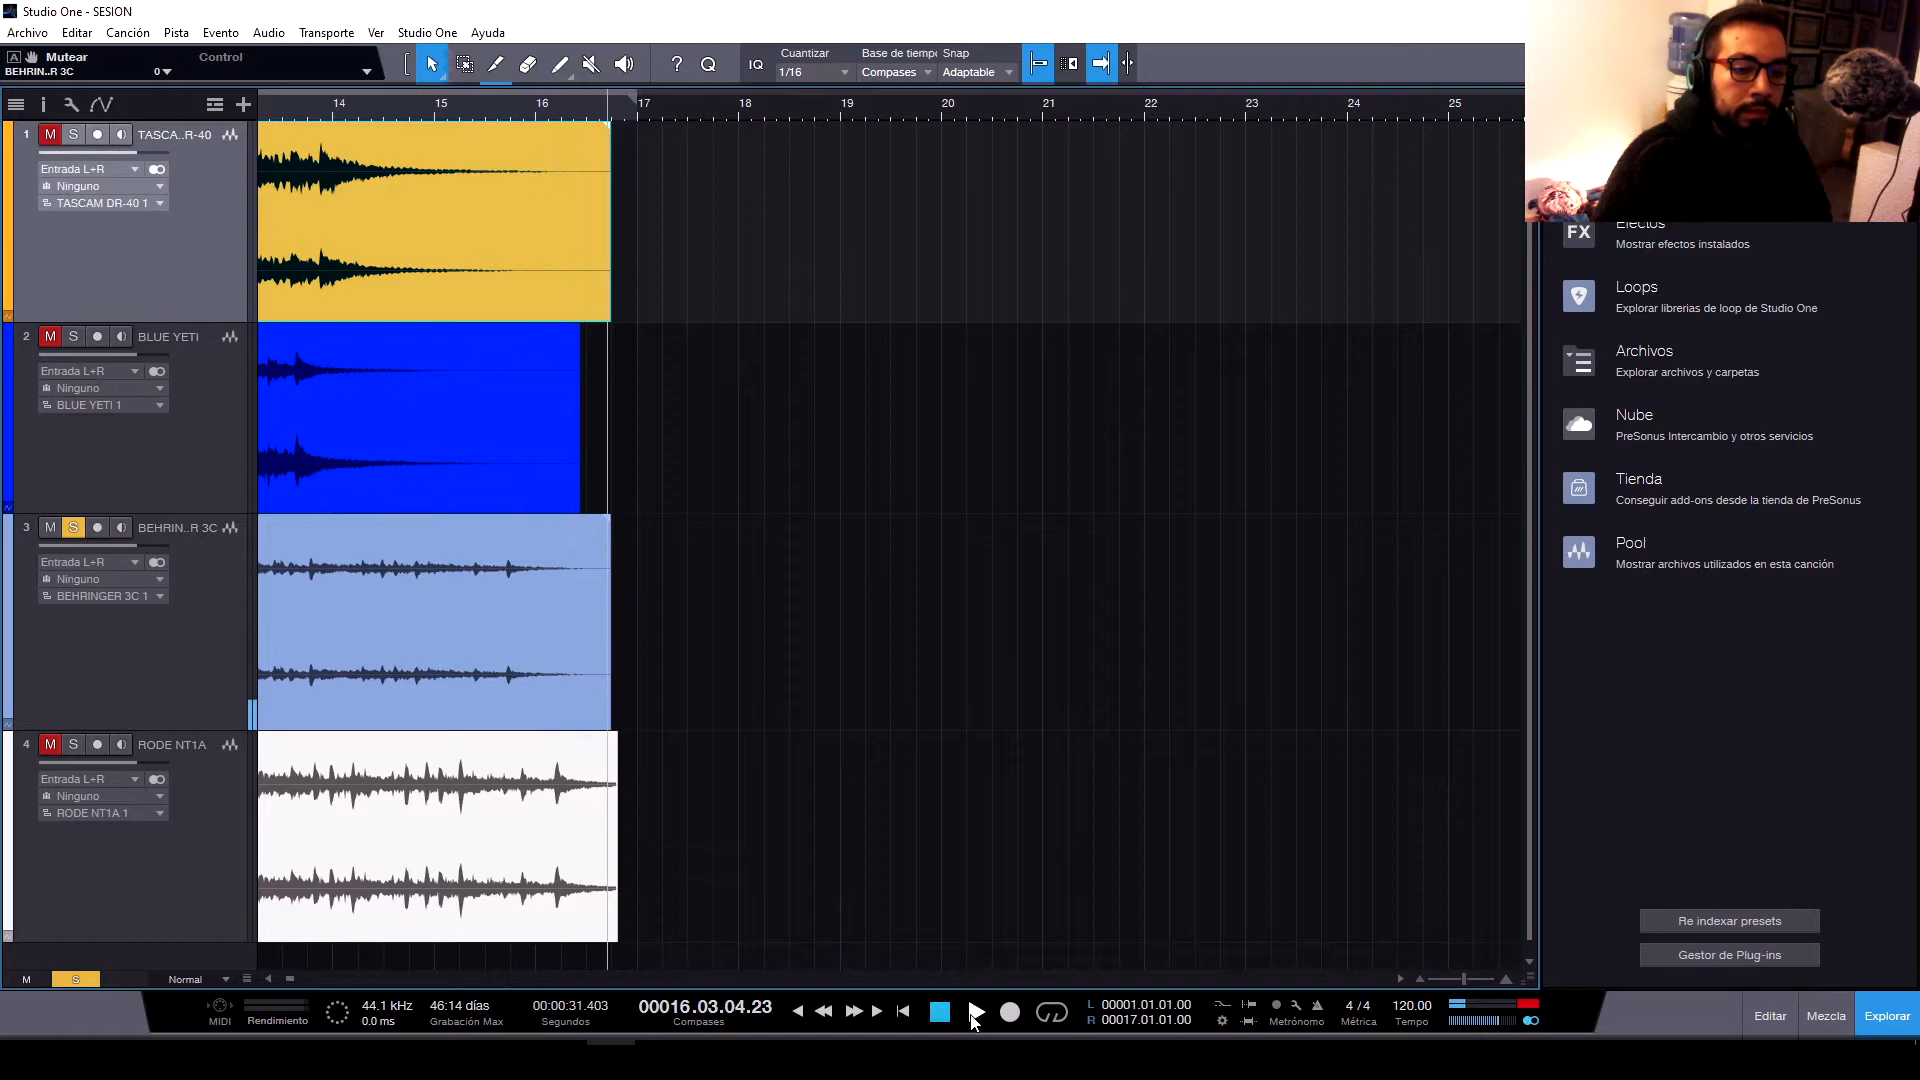 Studio One - SESION
Archivo Editar Canción Pista Evento Audio Transporte Ver Studio One Ayuda
A Mutear Control
BEHRIN..R 3C 0
IQ Cuantizar 1/16
Base de tiempo Compases
Snap Adaptable
14 15 16 17 18 19 20 21 22 23 24 25
1 M S TASCA..R-40
Entrada L+R
Ninguno
TASCAM DR-40 1
2 M S BLUE YETI
Entrada L+R
Ninguno
BLUE YETI 1
3 M S BEHRIN..R 3C
Entrada L+R
Ninguno
BEHRINGER 3C 1
4 M S RODE NT1A
Entrada L+R
Ninguno
RODE NT1A 1
M S Normal
FX Efectos
Mostrar efectos instalados
Loops
Explorar librerias de loop de Studio One
Archivos
Explorar archivos y carpetas
Nube
PreSonus Intercambio y otros servicios
Tienda
Conseguir add-ons desde la tienda de PreSonus
Pool
Mostrar archivos utilizados en esta canción
Re indexar presets
Gestor de Plug-ins
MIDI
Rendimiento
44.1 kHz
0.0 ms
46:14 días
Grabación Max
00:00:31.403
Segundos
00016.03.04.23
Compases
L 00001.01.01.00
R 00017.01.01.00
Metrónomo
4 / 4
Métrica
120.00
Tempo
Editar Mezcla Explorar